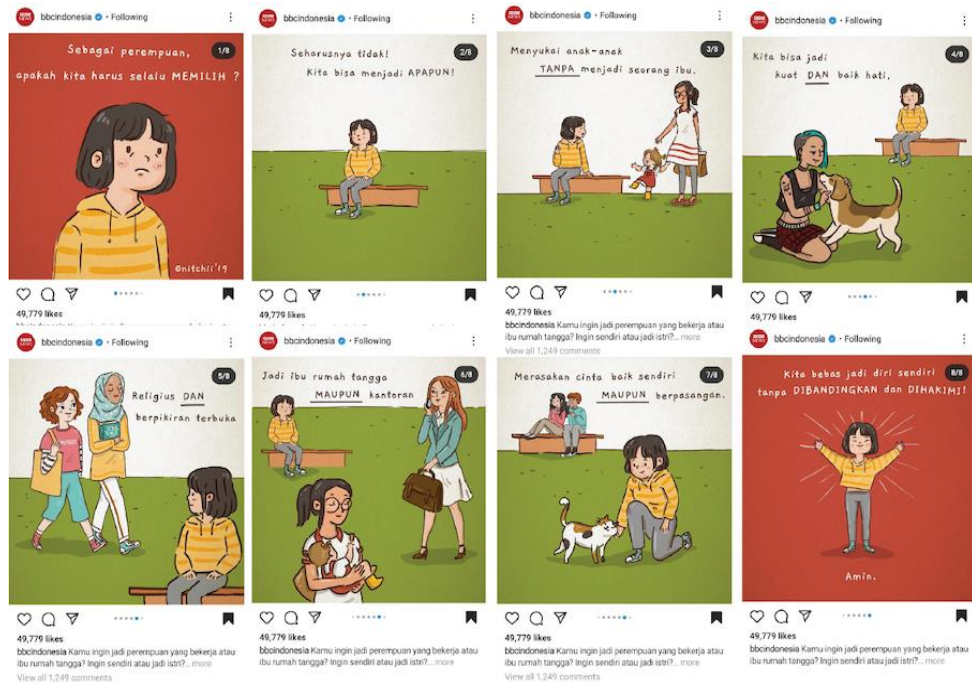 bbcindonesia • Following
Sebagai perempuan,
1/8
apakah kita harus selalu MEMILIH ?
@nitchii'19
49,779 likes
bbcindonesia • Following
Seharusnya tidak!
2/8
Kita bisa menjadi APAPUN!
49,779 likes
bbcindonesia • Following
Menyukai anak-anak
3/8
TANPA menjadi seorang ibu.
49,779 likes
bbcindonesia Kamu ingin jadi perempuan yang bekerja atau
ibu rumah tangga? Ingin sendiri atau jadi istri?... more
View all 1,249 comments
bbcindonesia • Following
Kita bisa jadi
4/8
kuat DAN baik hati.
49,779 likes
bbcindonesia • Following
5/8
Religius DAN
berpikiran terbuka
49,779 likes
bbcindonesia Kamu ingin jadi perempuan yang bekerja atau
ibu rumah tangga? Ingin sendiri atau jadi istri?... more
View all 1,249 comments
bbcindonesia • Following
Jadi ibu rumah tangga
6/8
MAUPUN kantoran
49,779 likes
bbcindonesia Kamu ingin jadi perempuan yang bekerja atau
ibu rumah tangga? Ingin sendiri atau jadi istri?... more
bbcindonesia • Following
Merasakan cinta baik sendiri
7/8
MAUPUN berpasangan.
49,779 likes
bbcindonesia Kamu ingin jadi perempuan yang bekerja atau
ibu rumah tangga? Ingin sendiri atau jadi istri?... more
View all 1,249 comments
bbcindonesia • Following
Kita bebas jadi diri sendiri
8/8
tanpa DIBANDINGKAN dan DIHAKIMI!
Amin.
49,779 likes
bbcindonesia Kamu ingin jadi perempuan yang bekerja atau
ibu rumah tangga? Ingin sendiri atau jadi istri?... more